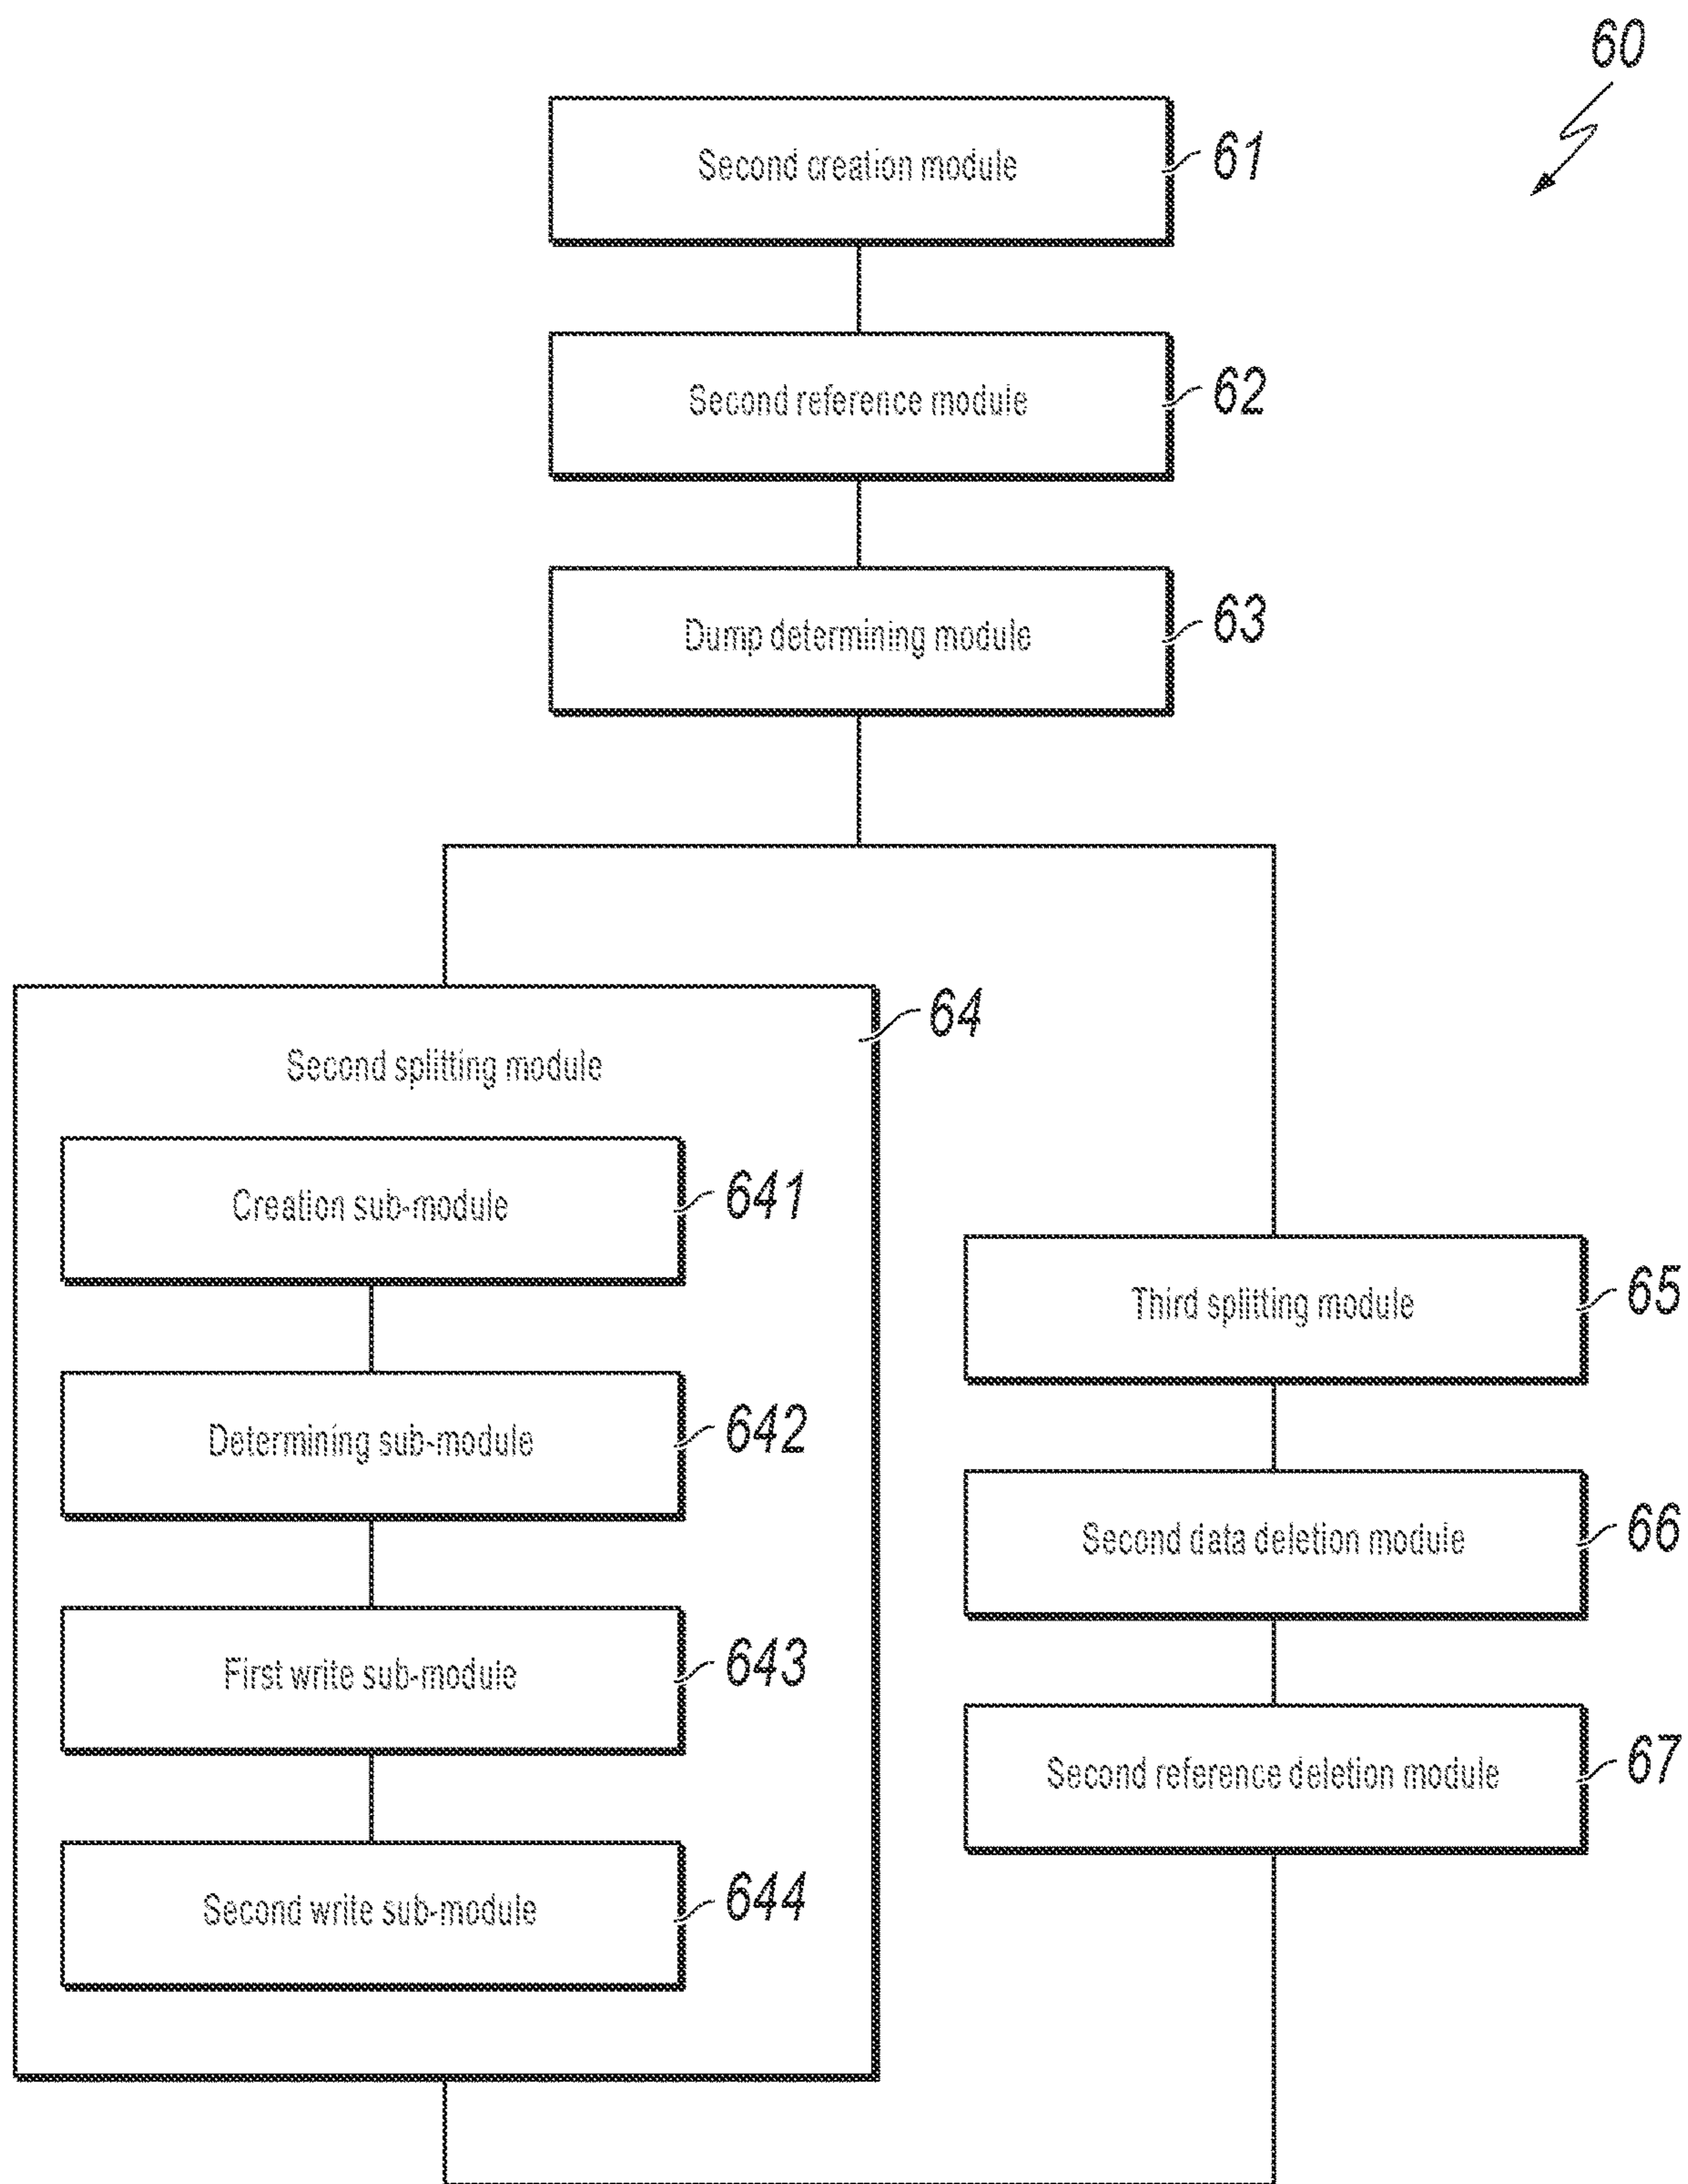 60
Second creation module
61
Second reference module
62
Dump determining module
63
Second splitting module
64
Creation sub-module
641
Determining sub-module
642
First write sub-module
643
Second write sub-module
644
Third splitting module
65
Second data deletion module
66
Second reference deletion module
67